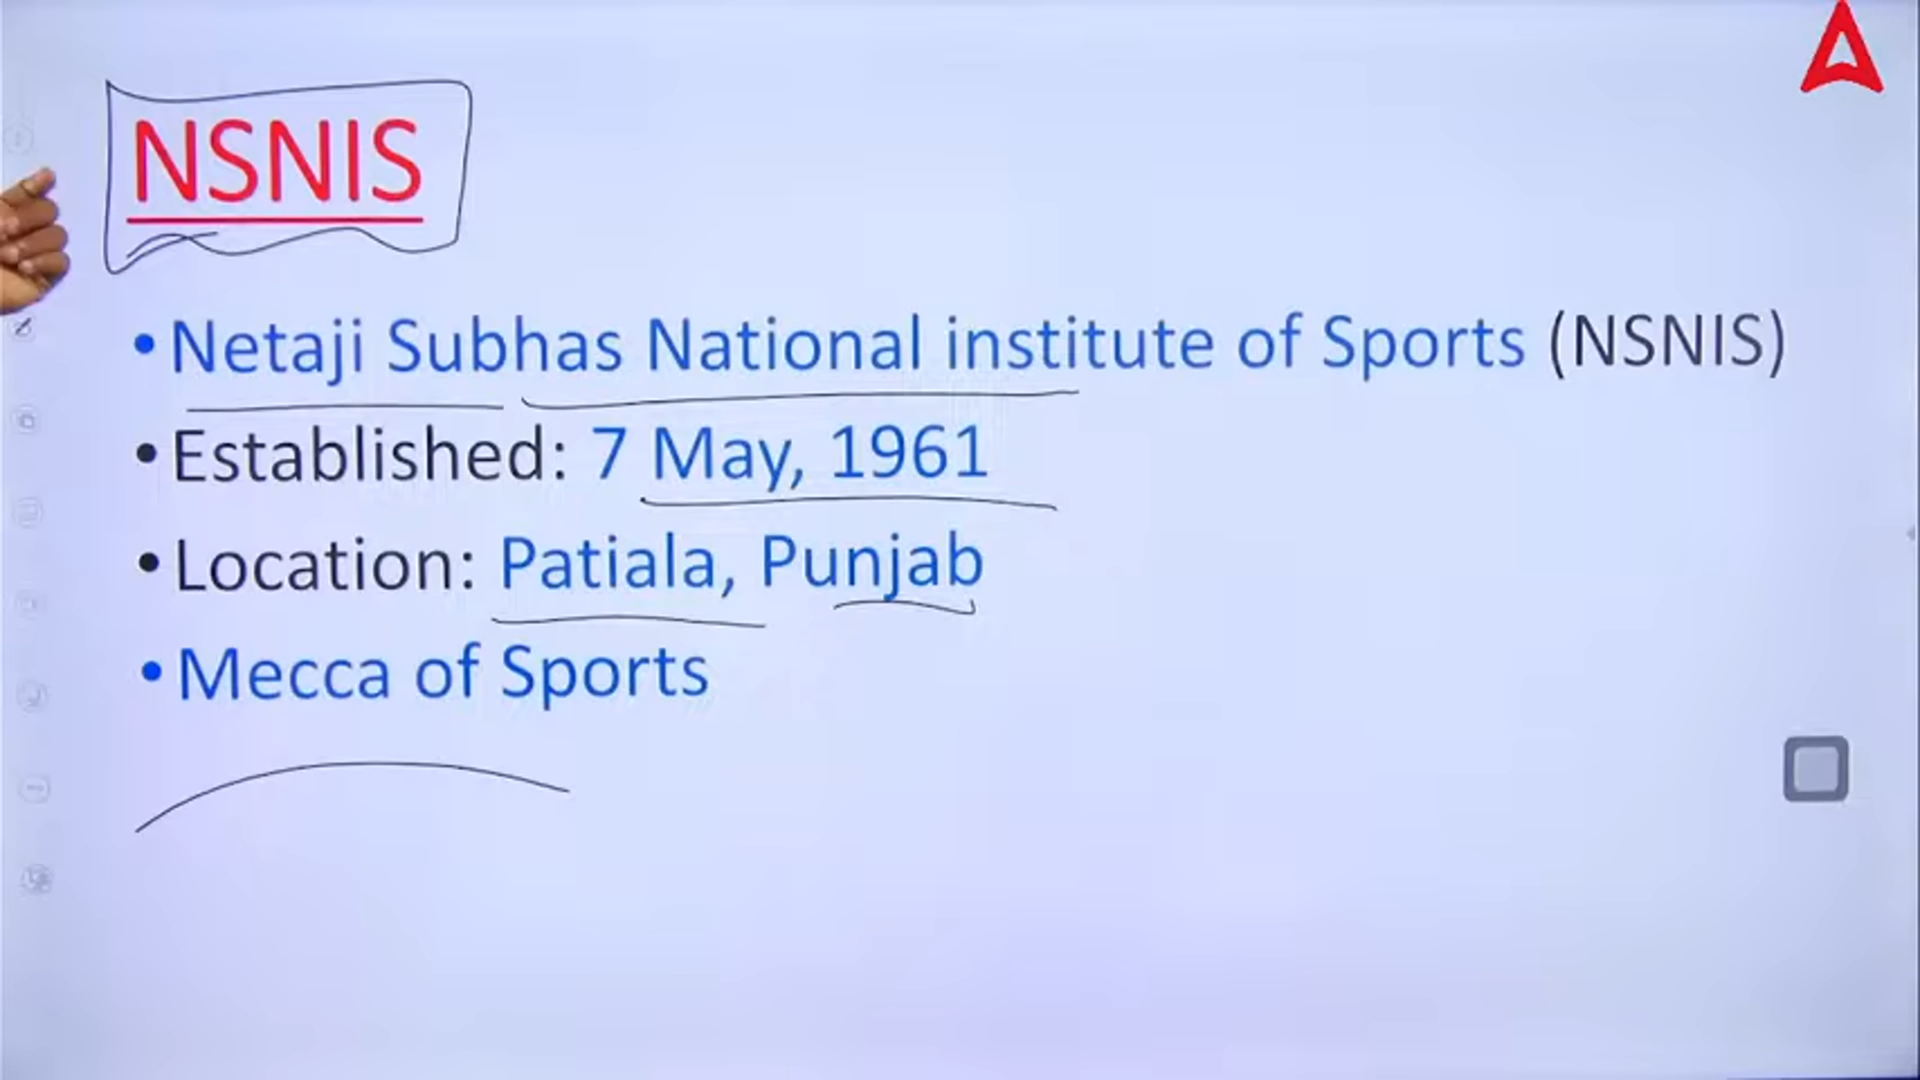 NSNIS
• Netaji Subhas National institute of Sports (NSNIS)
• Established: 7 May, 1961
• Location: Patiala, Punjab
• Mecca of Sports